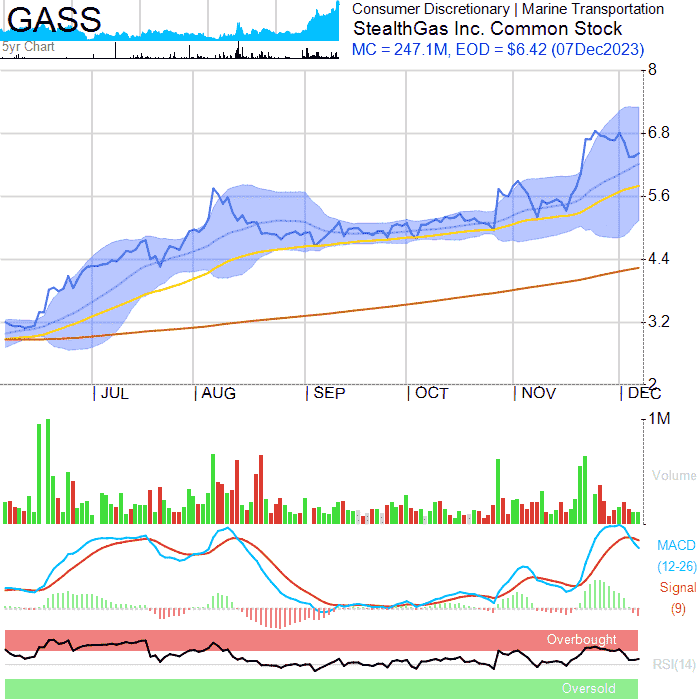 GASS
5yr Chart
Consumer Discretionary | Marine Transportation
StealthGas Inc. Common Stock
MC = 247.1M, EOD = $6.42 (07Dec2023)
8
6.8
5.6
4.4
3.2
2
JUL
AUG
SEP
OCT
NOV
DEC
1M
Volume
MACD
(12-26)
Signal
(9)
Overbought
RSI(14)
Oversold